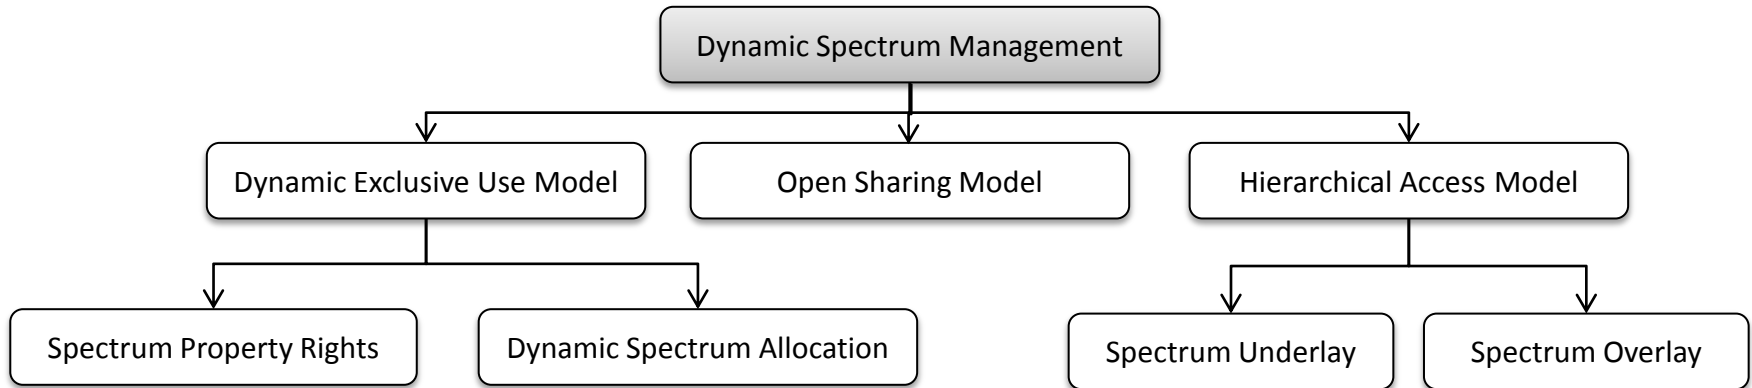 Dynamic Spectrum Management
Dynamic Exclusive Use Model
Open Sharing Model
Hierarchical Access Model
Spectrum Property Rights
Dynamic Spectrum Allocation
Spectrum Underlay
Spectrum Overlay